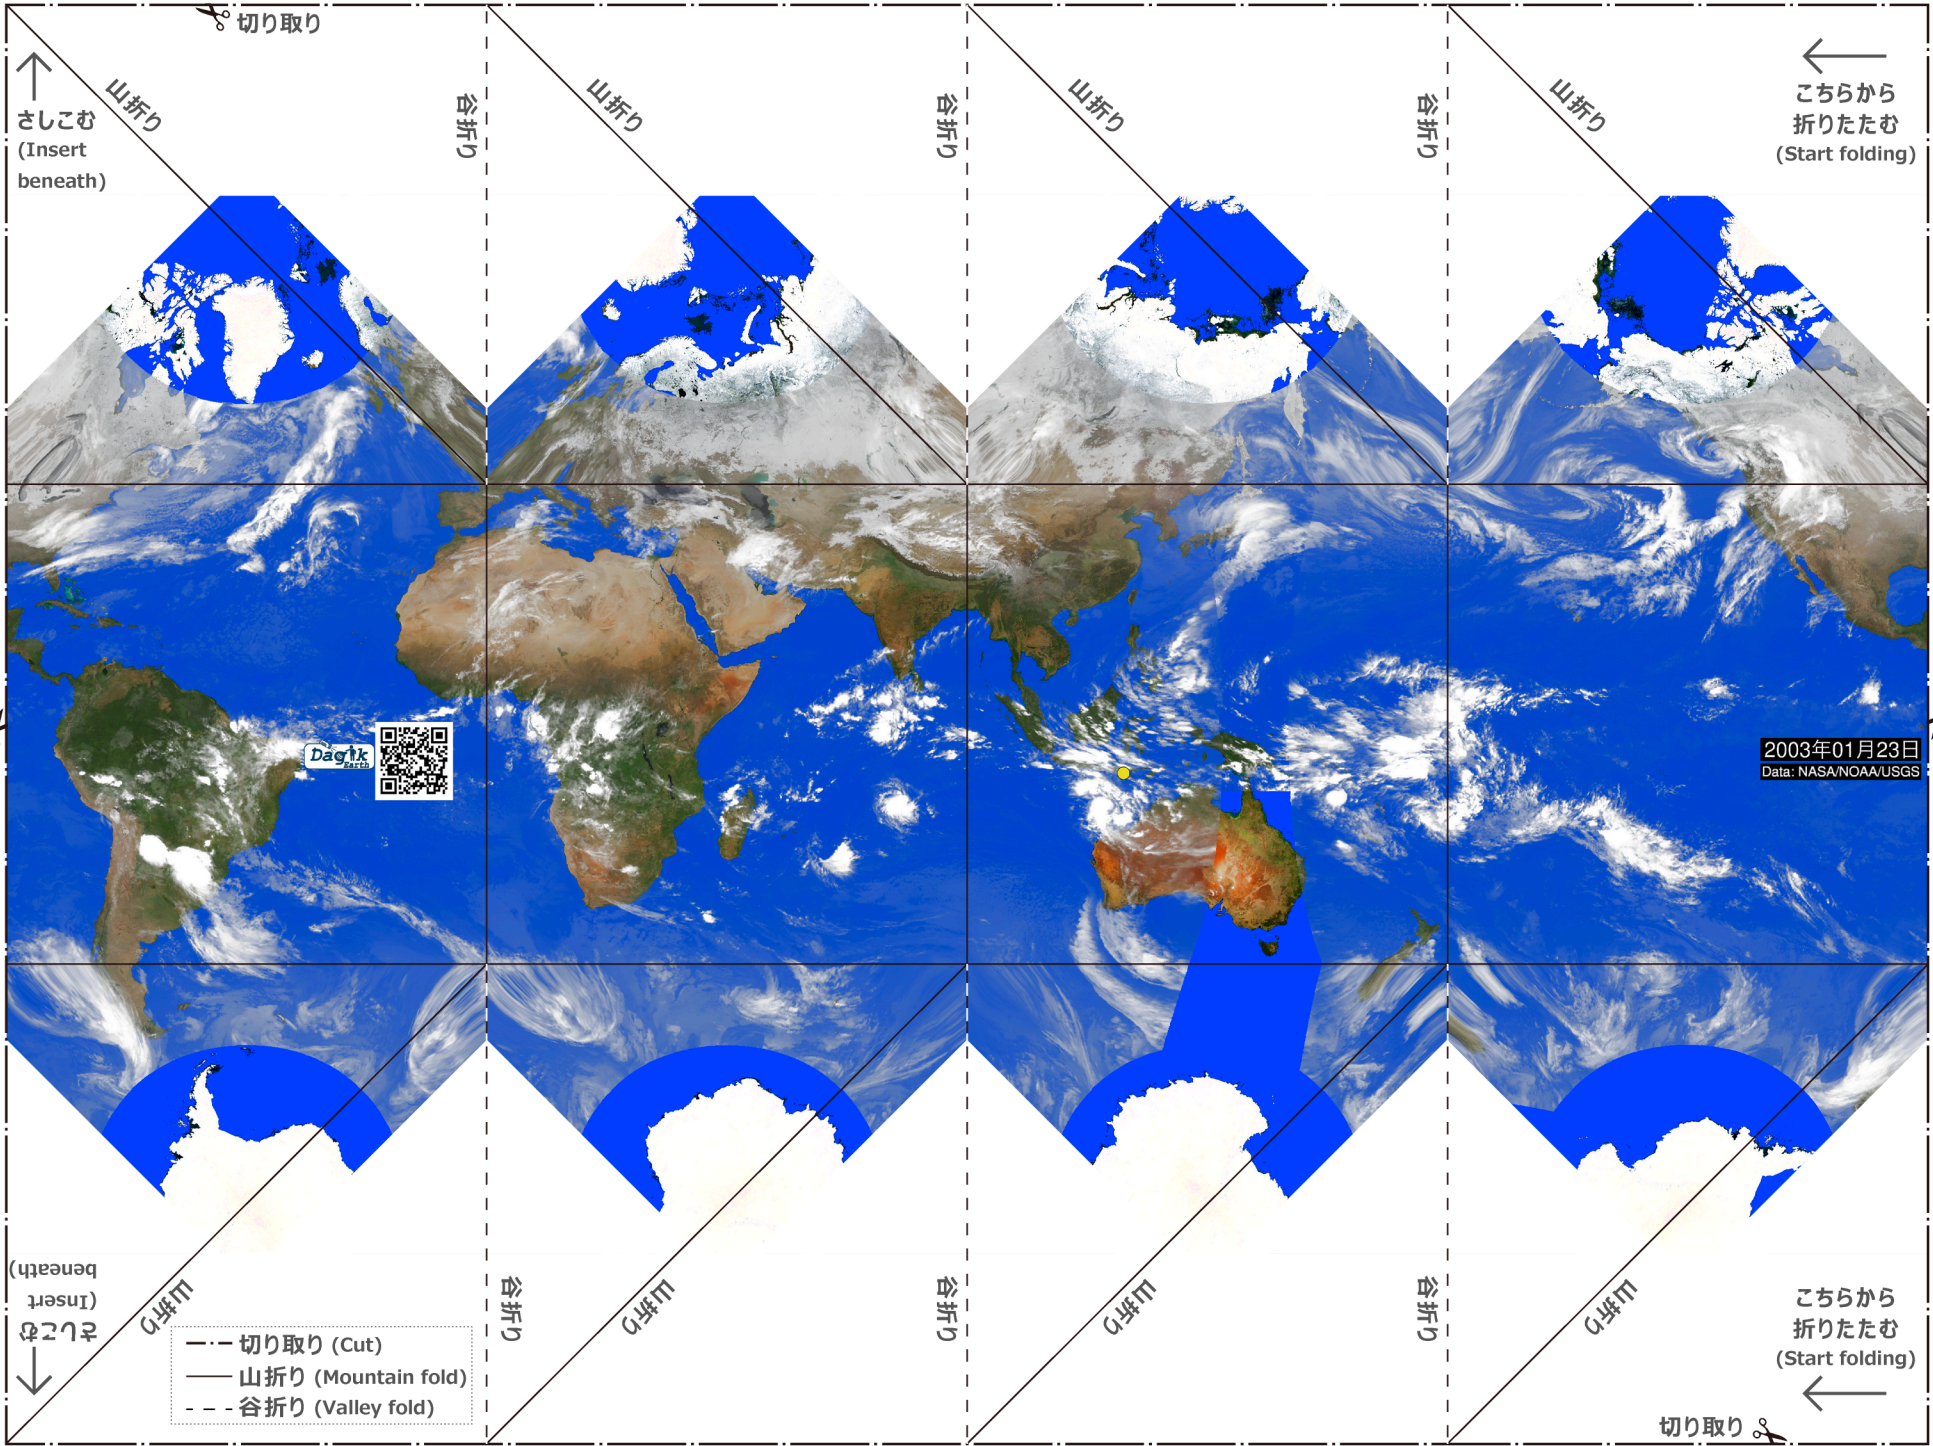 切り取り
山折り
谷折り
山折り
谷折り
山折り
谷折り
山折り
さしこむ
(Insert
beneath)
こちらから
折りたたむ
(Start folding)
Dagik
Earth
2003年01月23日
Data: NASA/NOAA/USGS
さしこむ
(Insert
beneath)
山折り
谷折り
山折り
谷折り
山折り
谷折り
山折り
こちらから
折りたたむ
(Start folding)
切り取り (Cut)
山折り (Mountain fold)
谷折り (Valley fold)
切り取り